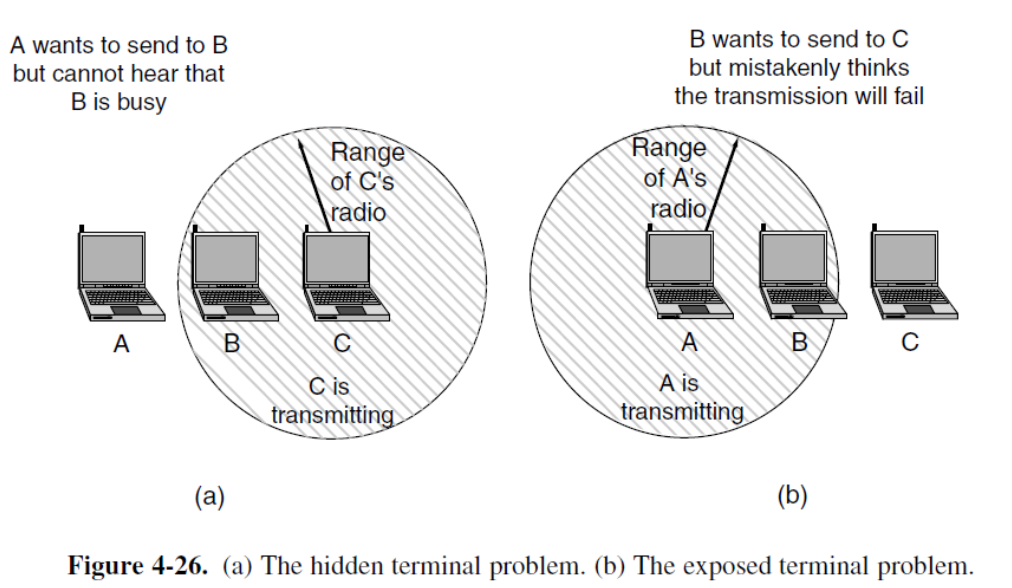 A wants to send to B
but cannot hear that
B is busy
Range
of C's
radio
A
B
C
C is
transmitting
(a)
B wants to send to C
but mistakenly thinks
the transmission will fail
Range
of A's
radio
A
B
C
A is
transmitting
(b)
Figure 4-26. (a) The hidden terminal problem. (b) The exposed terminal problem.